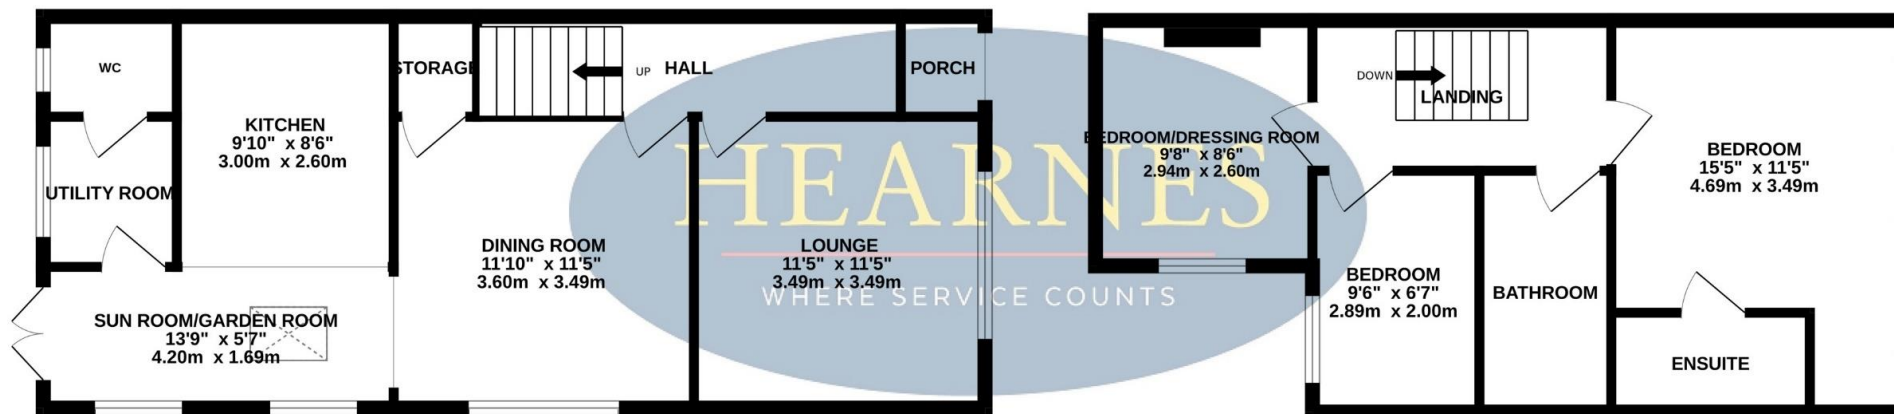 WC
STORAGE
UP
HALL
PORCH
KITCHEN
9'10" x 8'6"
3.00m x 2.60m
UTILITY ROOM
DINING ROOM
11'10" x 11'5"
3.60m x 3.49m
LOUNGE
11'5" x 11'5"
3.49m x 3.49m
SUN ROOM/GARDEN ROOM
13'9" x 5'7"
4.20m x 1.69m
HEARNES
WHERE SERVICE COUNTS
DOWN
LANDING
BEDROOM/DRESSING ROOM
9'8" x 8'6"
2.94m x 2.60m
BEDROOM
15'5" x 11'5"
4.69m x 3.49m
BEDROOM
9'6" x 6'7"
2.89m x 2.00m
BATHROOM
ENSUITE